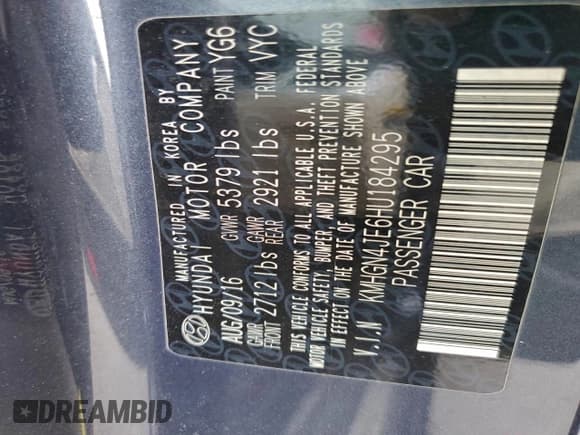 MADE IN KOREA BY
HYUNDAI MOTOR COMPANY
AUG/09/16 GVWR 5379 lbs PAINT YG6
GAWR FRONT 2712 lbs GAWR REAR 2921 lbs TRIM VYC
THIS VEHICLE CONFORMS TO ALL APPLICABLE U.S.A. FEDERAL
MOTOR VEHICLE SAFETY, BUMPER, AND THEFT PREVENTION STANDARDS
IN EFFECT ON THE DATE OF MANUFACTURE SHOWN ABOVE
V.I.N KMHGN4JE6HU184295
PASSENGER CAR
DREAMBID